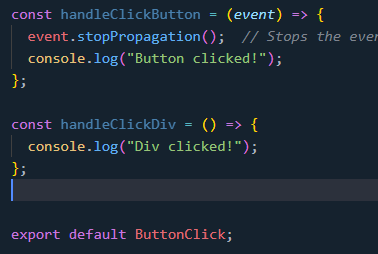 const handleClickButton = (event) => {
event.stopPropagation();  // Stops the
console.log("Button clicked!");
};
const handleClickDiv = () => {
console.log("Div clicked!");
};
export default ButtonClick;